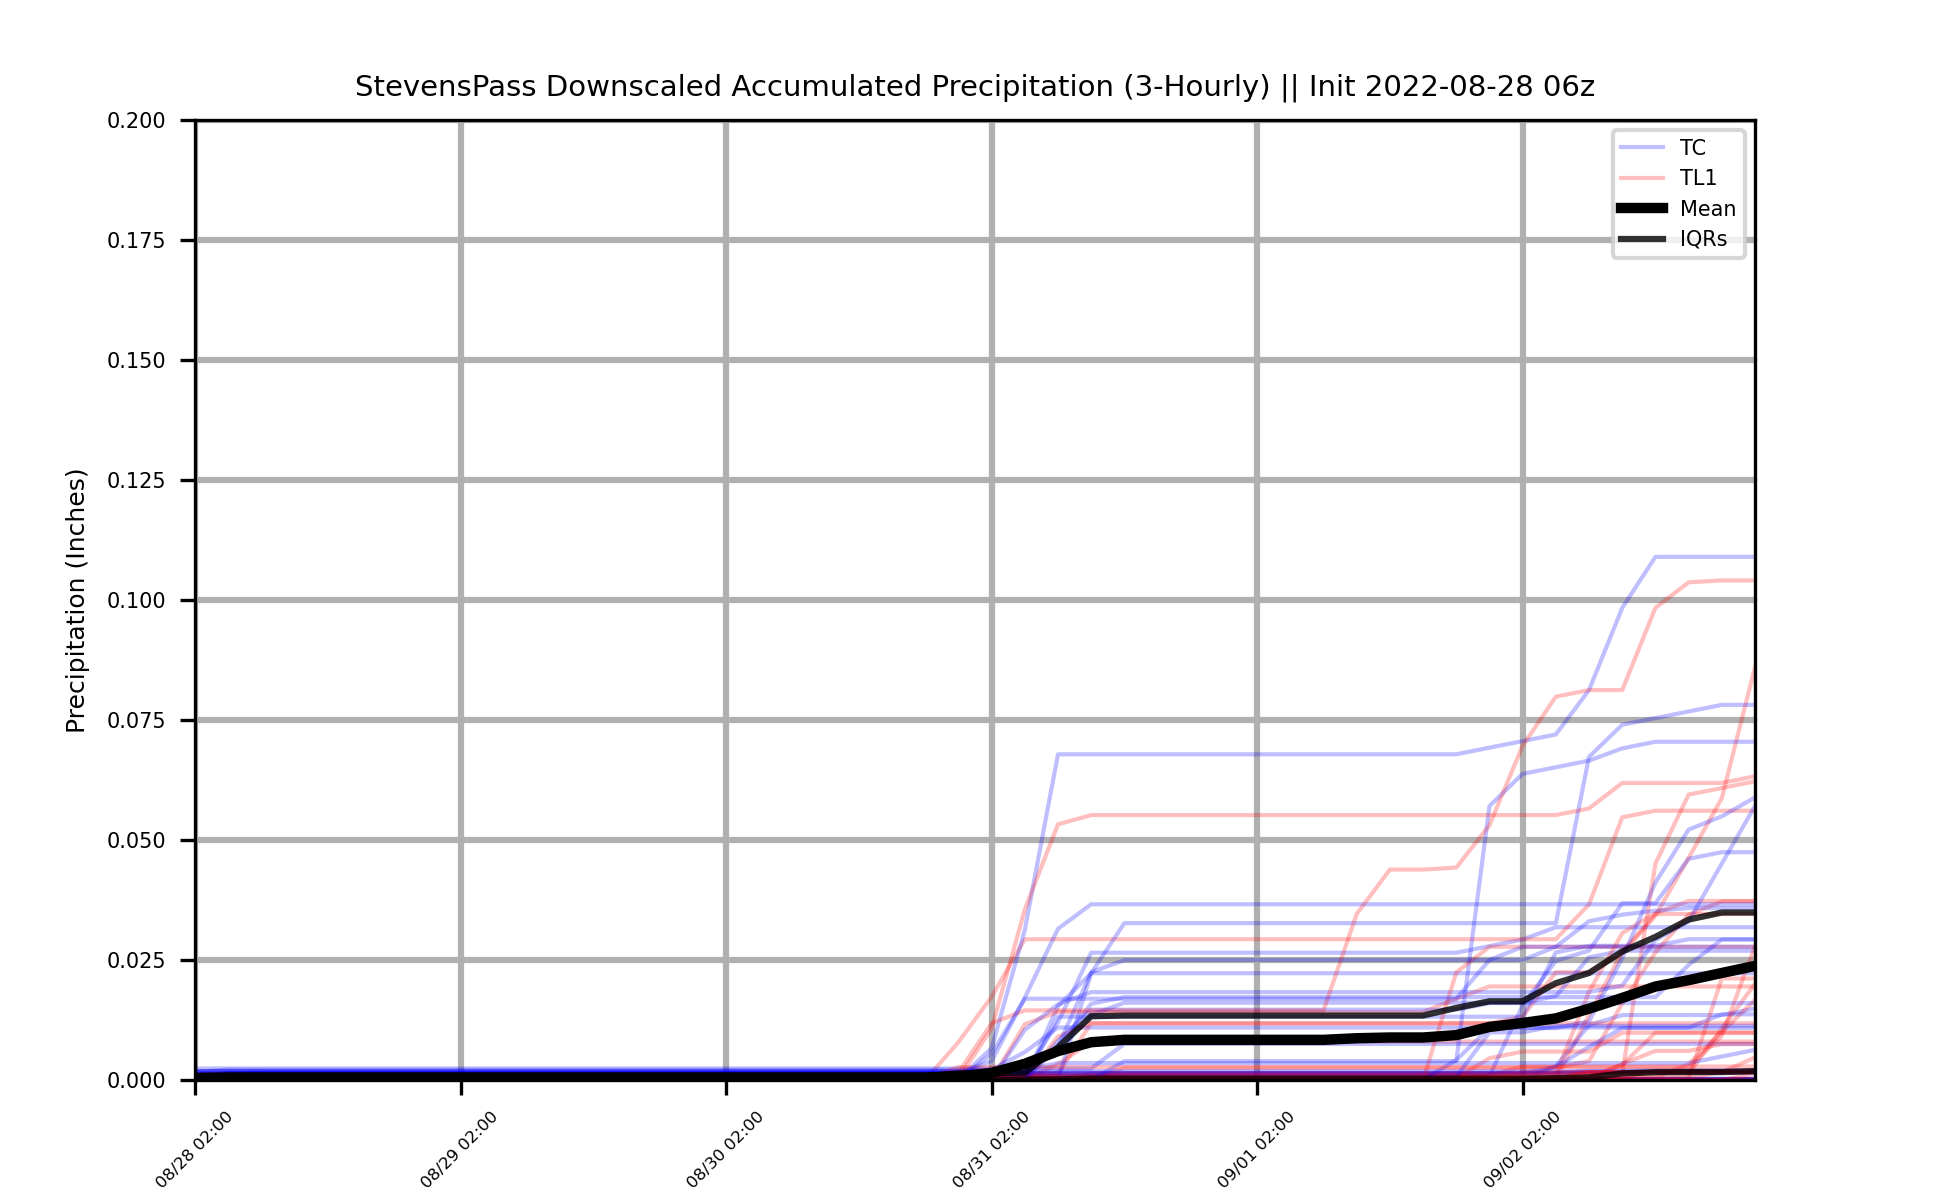 StevensPass Downscaled Accumulated Precipitation (3-Hourly) || Init 2022-08-28 06z
Precipitation (Inches)
0.200
0.175
0.150
0.125
0.100
0.075
0.050
0.025
0.000
TC
TL1
Mean
IQRs
08/28 02:00
08/29 02:00
08/30 02:00
08/31 02:00
09/01 02:00
09/02 02:00